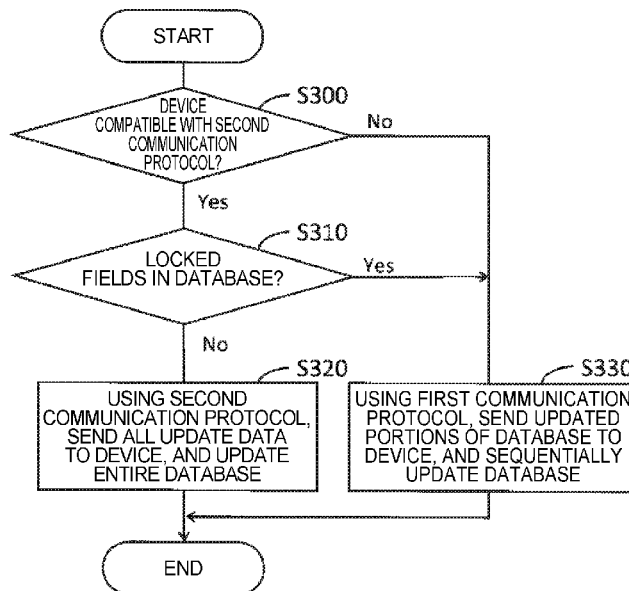 START
S300
DEVICE
COMPATIBLE WITH SECOND
COMMUNICATION
PROTOCOL?
No
Yes
S310
LOCKED
FIELDS IN DATABASE?
Yes
No
S320
USING SECOND
COMMUNICATION PROTOCOL,
SEND ALL UPDATE DATA
TO DEVICE, AND UPDATE
ENTIRE DATABASE
S330
USING FIRST COMMUNICATION
PROTOCOL, SEND UPDATED
PORTIONS OF DATABASE TO
DEVICE, AND SEQUENTIALLY
UPDATE DATABASE
END